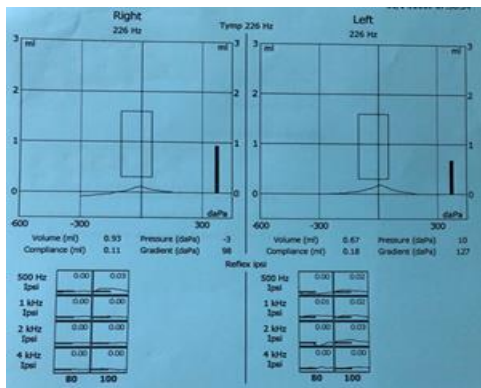 Right Left
226 Hz Tymp 226 Hz 226 Hz
3 ml ml 3 3 ml ml 3
2 2 2 2
1 1 1 1
0 0 0 0
daPa daPa
-600 -300 300 -600 -300 300
Volume (ml) 0.93 Pressure (daPa) -3 Volume (ml) 0.67 Pressure (daPa) 10
Compliance (ml) 0.11 Gradient (daPa) 98 Compliance (ml) 0.18 Gradient (daPa) 127
Reflex ipsi
500 Hz 0.00 0.03 500 Hz 0.00 0.02
Ipsi Ipsi
1 kHz 0.00 0.00 1 kHz 0.01 0.02
Ipsi Ipsi
2 kHz 0.00 0.00 2 kHz 0.00 0.03
Ipsi Ipsi
4 kHz 0.00 0.00 4 kHz 0.00 0.00
Ipsi Ipsi
80 100 80 100